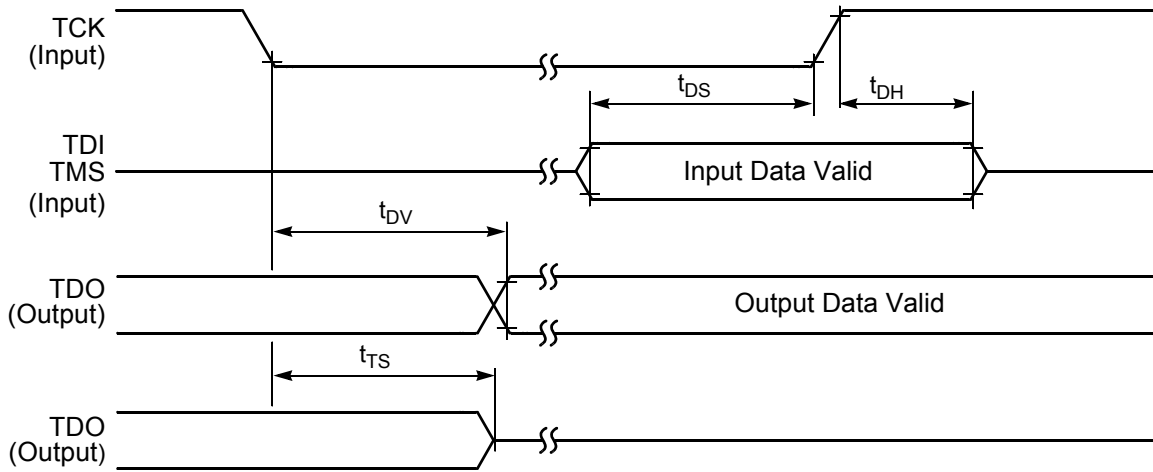 TCK
(Input)
tDS
tDH
TDI
TMS
(Input)
Input Data Valid
tDV
TDO
(Output)
Output Data Valid
tTS
TDO
(Output)